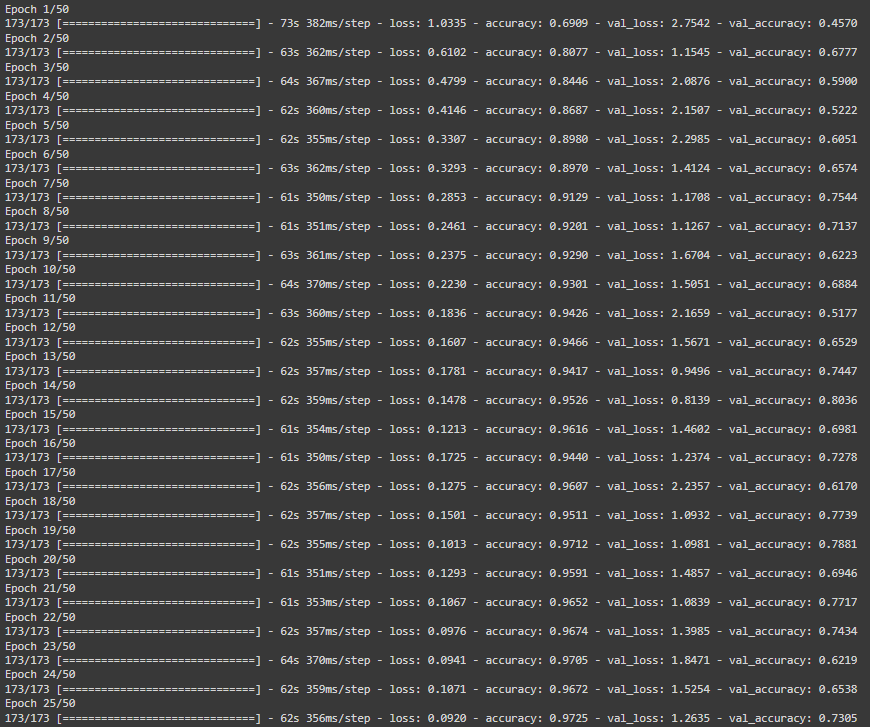 Epoch 1/50
173/173 [==============================] - 73s 382ms/step - loss: 1.0335 - accuracy: 0.6909 - val_loss: 2.7542 - val_accuracy: 0.4570
Epoch 2/50
173/173 [==============================] - 63s 362ms/step - loss: 0.6102 - accuracy: 0.8077 - val_loss: 1.1545 - val_accuracy: 0.6777
Epoch 3/50
173/173 [==============================] - 64s 367ms/step - loss: 0.4799 - accuracy: 0.8446 - val_loss: 2.0876 - val_accuracy: 0.5900
Epoch 4/50
173/173 [==============================] - 62s 360ms/step - loss: 0.4146 - accuracy: 0.8687 - val_loss: 2.1507 - val_accuracy: 0.5222
Epoch 5/50
173/173 [==============================] - 62s 355ms/step - loss: 0.3307 - accuracy: 0.8980 - val_loss: 2.2985 - val_accuracy: 0.6051
Epoch 6/50
173/173 [==============================] - 63s 362ms/step - loss: 0.3293 - accuracy: 0.8970 - val_loss: 1.4124 - val_accuracy: 0.6574
Epoch 7/50
173/173 [==============================] - 61s 350ms/step - loss: 0.2853 - accuracy: 0.9129 - val_loss: 1.1708 - val_accuracy: 0.7544
Epoch 8/50
173/173 [==============================] - 61s 351ms/step - loss: 0.2461 - accuracy: 0.9201 - val_loss: 1.1267 - val_accuracy: 0.7137
Epoch 9/50
173/173 [==============================] - 63s 361ms/step - loss: 0.2375 - accuracy: 0.9290 - val_loss: 1.6704 - val_accuracy: 0.6223
Epoch 10/50
173/173 [==============================] - 64s 370ms/step - loss: 0.2230 - accuracy: 0.9301 - val_loss: 1.5051 - val_accuracy: 0.6884
Epoch 11/50
173/173 [==============================] - 63s 360ms/step - loss: 0.1836 - accuracy: 0.9426 - val_loss: 2.1659 - val_accuracy: 0.5177
Epoch 12/50
173/173 [==============================] - 62s 355ms/step - loss: 0.1607 - accuracy: 0.9466 - val_loss: 1.5671 - val_accuracy: 0.6529
Epoch 13/50
173/173 [==============================] - 62s 357ms/step - loss: 0.1781 - accuracy: 0.9417 - val_loss: 0.9496 - val_accuracy: 0.7447
Epoch 14/50
173/173 [==============================] - 62s 359ms/step - loss: 0.1478 - accuracy: 0.9526 - val_loss: 0.8139 - val_accuracy: 0.8036
Epoch 15/50
173/173 [==============================] - 61s 354ms/step - loss: 0.1213 - accuracy: 0.9616 - val_loss: 1.4602 - val_accuracy: 0.6981
Epoch 16/50
173/173 [==============================] - 61s 350ms/step - loss: 0.1725 - accuracy: 0.9440 - val_loss: 1.2374 - val_accuracy: 0.7278
Epoch 17/50
173/173 [==============================] - 62s 356ms/step - loss: 0.1275 - accuracy: 0.9607 - val_loss: 2.2357 - val_accuracy: 0.6170
Epoch 18/50
173/173 [==============================] - 62s 357ms/step - loss: 0.1501 - accuracy: 0.9511 - val_loss: 1.0932 - val_accuracy: 0.7739
Epoch 19/50
173/173 [==============================] - 62s 355ms/step - loss: 0.1013 - accuracy: 0.9712 - val_loss: 1.0981 - val_accuracy: 0.7881
Epoch 20/50
173/173 [==============================] - 61s 351ms/step - loss: 0.1293 - accuracy: 0.9591 - val_loss: 1.4857 - val_accuracy: 0.6946
Epoch 21/50
173/173 [==============================] - 61s 353ms/step - loss: 0.1067 - accuracy: 0.9652 - val_loss: 1.0839 - val_accuracy: 0.7717
Epoch 22/50
173/173 [==============================] - 62s 357ms/step - loss: 0.0976 - accuracy: 0.9674 - val_loss: 1.3985 - val_accuracy: 0.7434
Epoch 23/50
173/173 [==============================] - 64s 370ms/step - loss: 0.0941 - accuracy: 0.9705 - val_loss: 1.8471 - val_accuracy: 0.6219
Epoch 24/50
173/173 [==============================] - 62s 359ms/step - loss: 0.1071 - accuracy: 0.9672 - val_loss: 1.5254 - val_accuracy: 0.6538
Epoch 25/50
173/173 [==============================] - 62s 356ms/step - loss: 0.0920 - accuracy: 0.9725 - val_loss: 1.2635 - val_accuracy: 0.7305